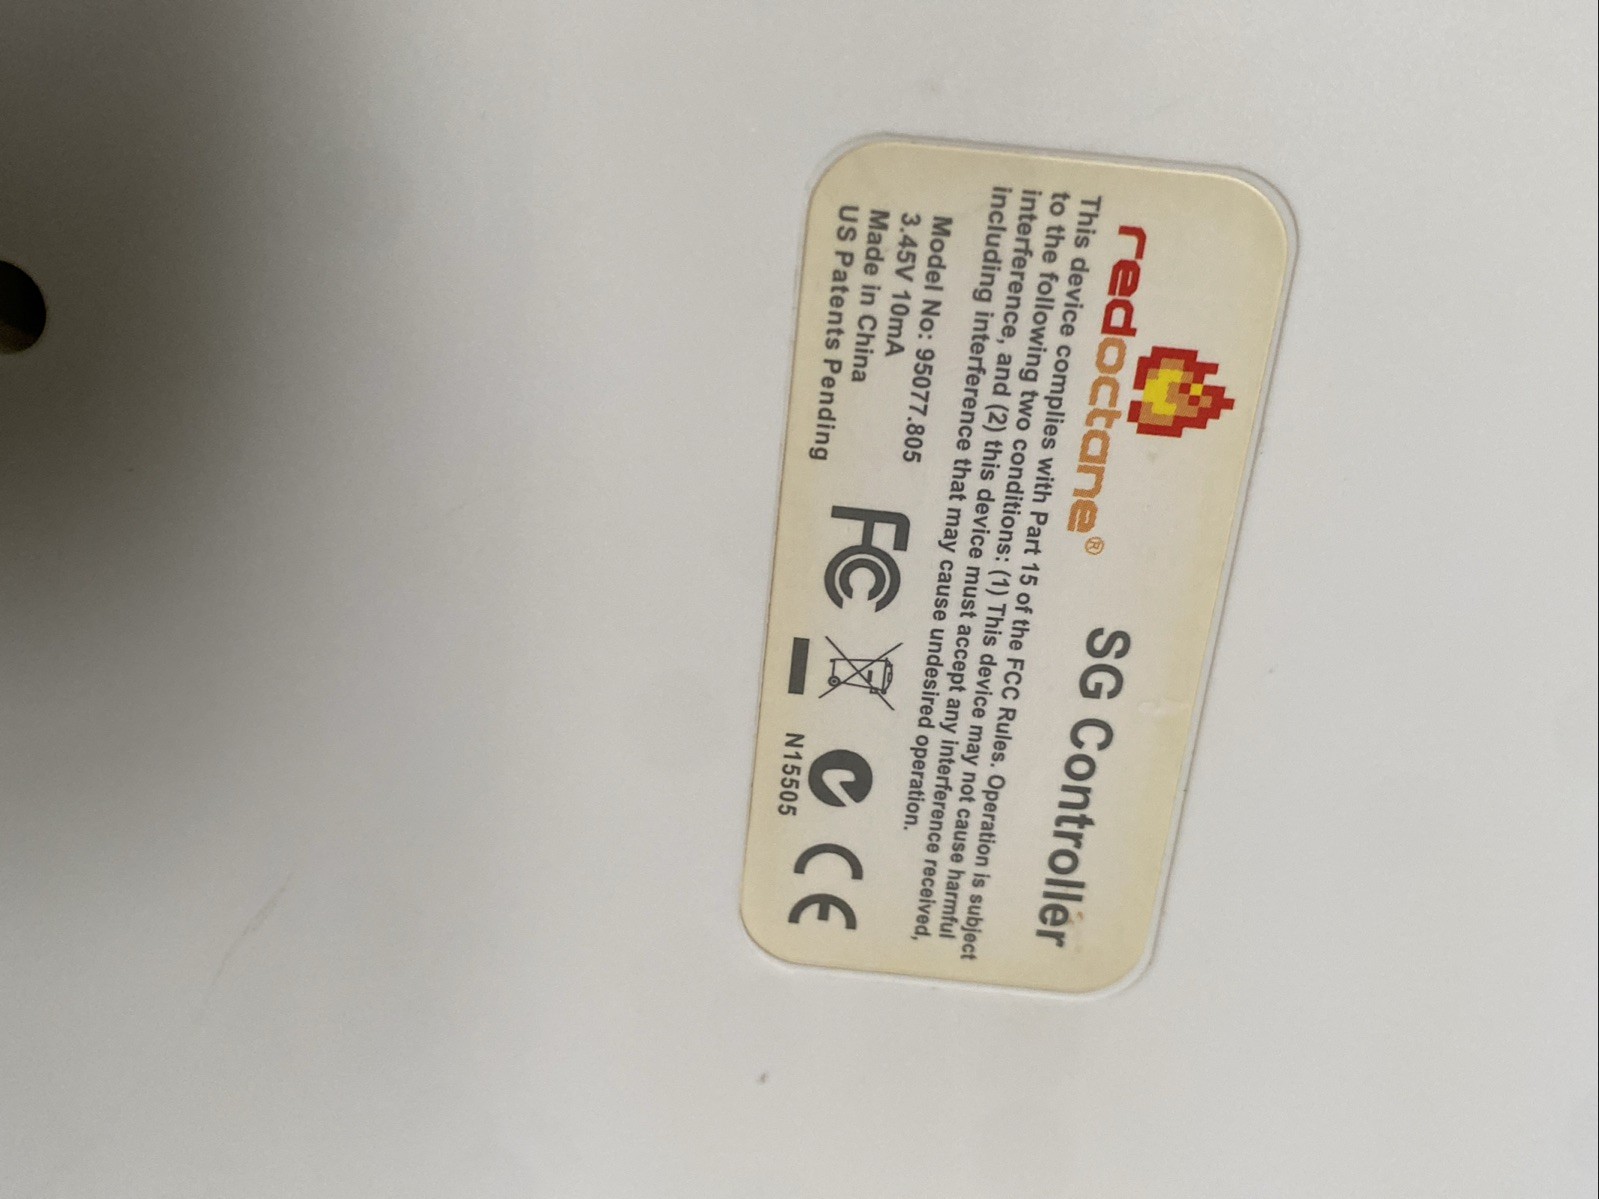 redoctane® SG Controller
This device complies with Part 15 of the FCC Rules. Operation is subject
to the following two conditions: (1) This device may not cause harmful
interference, and (2) this device must accept any interference received,
including interference that may cause undesired operation.
Model No: 95077.805
3.45V 10mA
Made in China
US Patents Pending
FC
CE
N15505